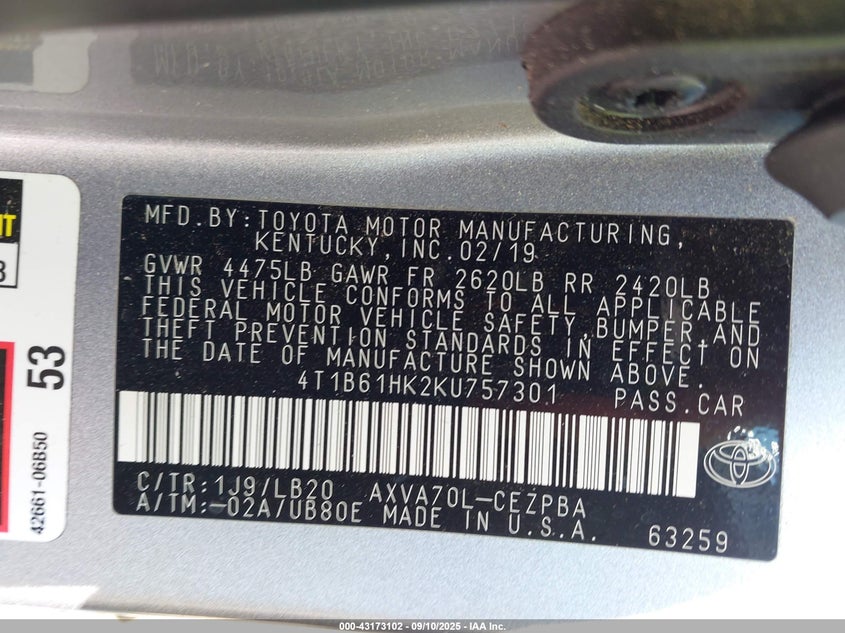 MFD.BY:TOYOTA MOTOR MANUFACTURING,
KENTUCKY,INC.02/19
GVWR 4475LB GAWR FR 2620LB RR 2420LB
THIS VEHICLE CONFORMS TO ALL APPLICABLE
FEDERAL MOTOR VEHICLE SAFETY,BUMPER,AND
THEFT PREVENTION STANDARDS IN EFFECT ON
THE DATE OF MANUFACTURE SHOWN ABOVE.
4T1B61HK2KU757301 PASS.CAR
C/TR:1J9/LB20 AXVA70L-CEZPBA
A/TM:-02A/UB80E MADE IN U.S.A.
63259
53
42661-06B50
000-43173102 - 09/10/2025 - IAA Inc.